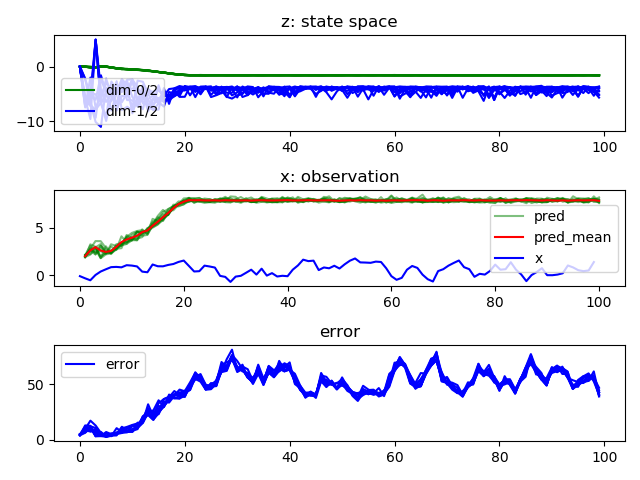 z: state space
0
−10
dim-0/2
dim-1/2
0 20 40 60 80 100
x: observation
5
0
pred
pred_mean
x
0 20 40 60 80 100
error
50
0
error
0 20 40 60 80 100